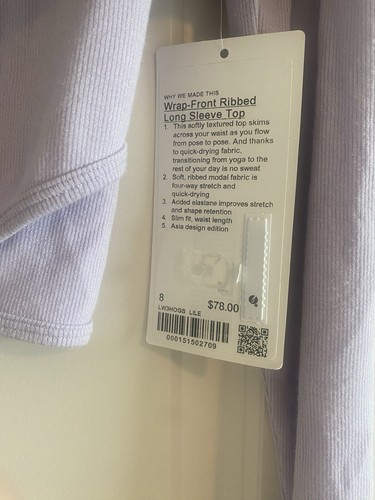 WHY WE MADE THIS
Wrap-Front Ribbed
Long Sleeve Top
1. This softly textured top skims
across your waist as you flow
from pose to pose. And thanks
to quick-drying fabric,
transitioning from yoga to the
rest of your day is no sweat
2. Soft, ribbed modal fabric is
four-way stretch and
quick-drying
3. Added elastane improves stretch
and shape retention
4. Slim fit, waist length
5. Asia design edition
8 $78.00
LW3HOGS LILE
000151502709